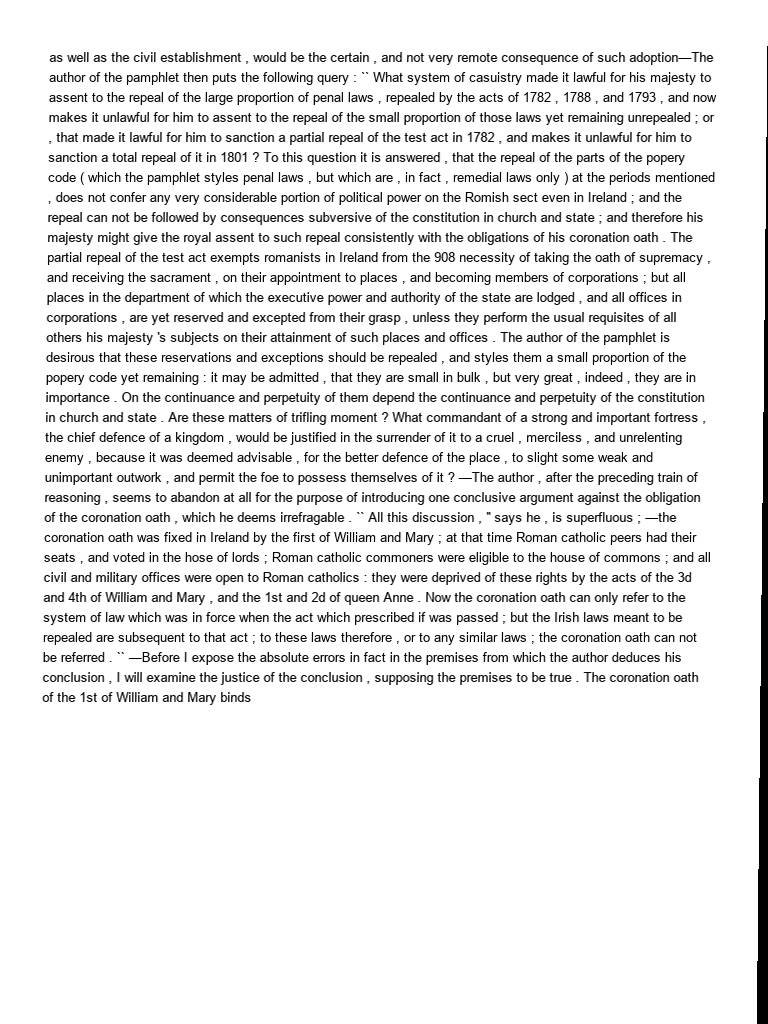 as well as the civil establishment , would be the certain , and not very remote consequence of such adoption—The
author of the pamphlet then puts the following query : `` What system of casuistry made it lawful for his majesty to
assent to the repeal of the large proportion of penal laws , repealed by the acts of 1782 , 1788 , and 1793 , and now
makes it unlawful for him to assent to the repeal of the small proportion of those laws yet remaining unrepealed ; or
, that made it lawful for him to sanction a partial repeal of the test act in 1782 , and makes it unlawful for him to
sanction a total repeal of it in 1801 ? To this question it is answered , that the repeal of the parts of the popery
code ( which the pamphlet styles penal laws , but which are , in fact , remedial laws only ) at the periods mentioned
, does not confer any very considerable portion of political power on the Romish sect even in Ireland ; and the
repeal can not be followed by consequences subversive of the constitution in church and state ; and therefore his
majesty might give the royal assent to such repeal consistently with the obligations of his coronation oath . The
partial repeal of the test act exempts romanists in Ireland from the 908 necessity of taking the oath of supremacy ,
and receiving the sacrament , on their appointment to places , and becoming members of corporations ; but all
places in the department of which the executive power and authority of the state are lodged , and all offices in
corporations , are yet reserved and excepted from their grasp , unless they perform the usual requisites of all
others his majesty 's subjects on their attainment of such places and offices . The author of the pamphlet is
desirous that these reservations and exceptions should be repealed , and styles them a small proportion of the
popery code yet remaining : it may be admitted , that they are small in bulk , but very great , indeed , they are in
importance . On the continuance and perpetuity of them depend the continuance and perpetuity of the constitution
in church and state . Are these matters of trifling moment ? What commandant of a strong and important fortress ,
the chief defence of a kingdom , would be justified in the surrender of it to a cruel , merciless , and unrelenting
enemy , because it was deemed advisable , for the better defence of the place , to slight some weak and
unimportant outwork , and permit the foe to possess themselves of it ? —The author , after the preceding train of
reasoning , seems to abandon at all for the purpose of introducing one conclusive argument against the obligation
of the coronation oath , which he deems irrefragable . `` All this discussion , '' says he , is superfluous ; —the
coronation oath was fixed in Ireland by the first of William and Mary ; at that time Roman catholic peers had their
seats , and voted in the hose of lords ; Roman catholic commoners were eligible to the house of commons ; and all
civil and military offices were open to Roman catholics : they were deprived of these rights by the acts of the 3d
and 4th of William and Mary , and the 1st and 2d of queen Anne . Now the coronation oath can only refer to the
system of law which was in force when the act which prescribed if was passed ; but the Irish laws meant to be
repealed are subsequent to that act ; to these laws therefore , or to any similar laws ; the coronation oath can not
be referred . `` —Before I expose the absolute errors in fact in the premises from which the author deduces his
conclusion , I will examine the justice of the conclusion , supposing the premises to be true . The coronation oath
of the 1st of William and Mary binds